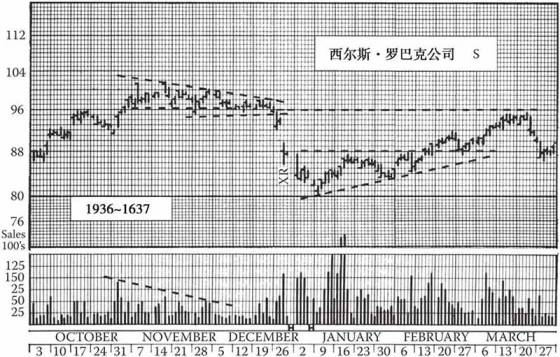 112
西尔斯·罗巴克公司 S
104
96
88
XR
80
1936~1637
76
Sales
100's
125
150
25
50
25
OCTOBER NOVEMBER DECEMBER JANUARY FEBRUARY MARCH
3 10 17 24 31 7 14 21 28 5 12 19 26 2 9 16 23 30 6 13 20 27 6 13 20 27